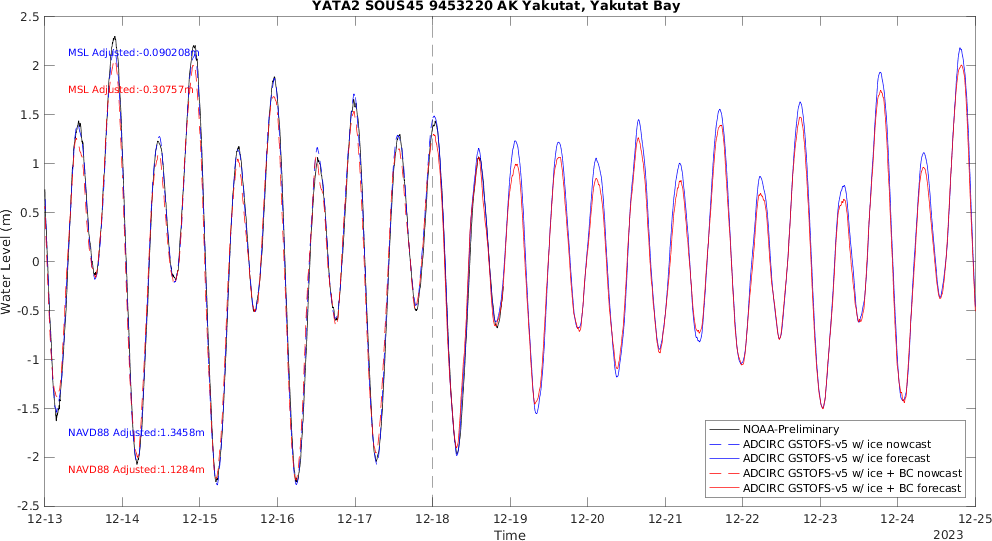 YATA2 SOUS45 9453220 AK Yakutat, Yakutat Bay
2.5
2
1.5
1
0.5
0
-0.5
-1
-1.5
-2
-2.5
Water Level (m)
MSL Adjusted:-0.090208m
MSL Adjusted:-0.30757m
NAVD88 Adjusted:1.3458m
NAVD88 Adjusted:1.1284m
NOAA-Preliminary
ADCIRC GSTOFS-v5 w/ ice nowcast
ADCIRC GSTOFS-v5 w/ ice forecast
ADCIRC GSTOFS-v5 w/ ice + BC nowcast
ADCIRC GSTOFS-v5 w/ ice + BC forecast
12-13 12-14 12-15 12-16 12-17 12-18 12-19 12-20 12-21 12-22 12-23 12-24 12-25
Time
2023